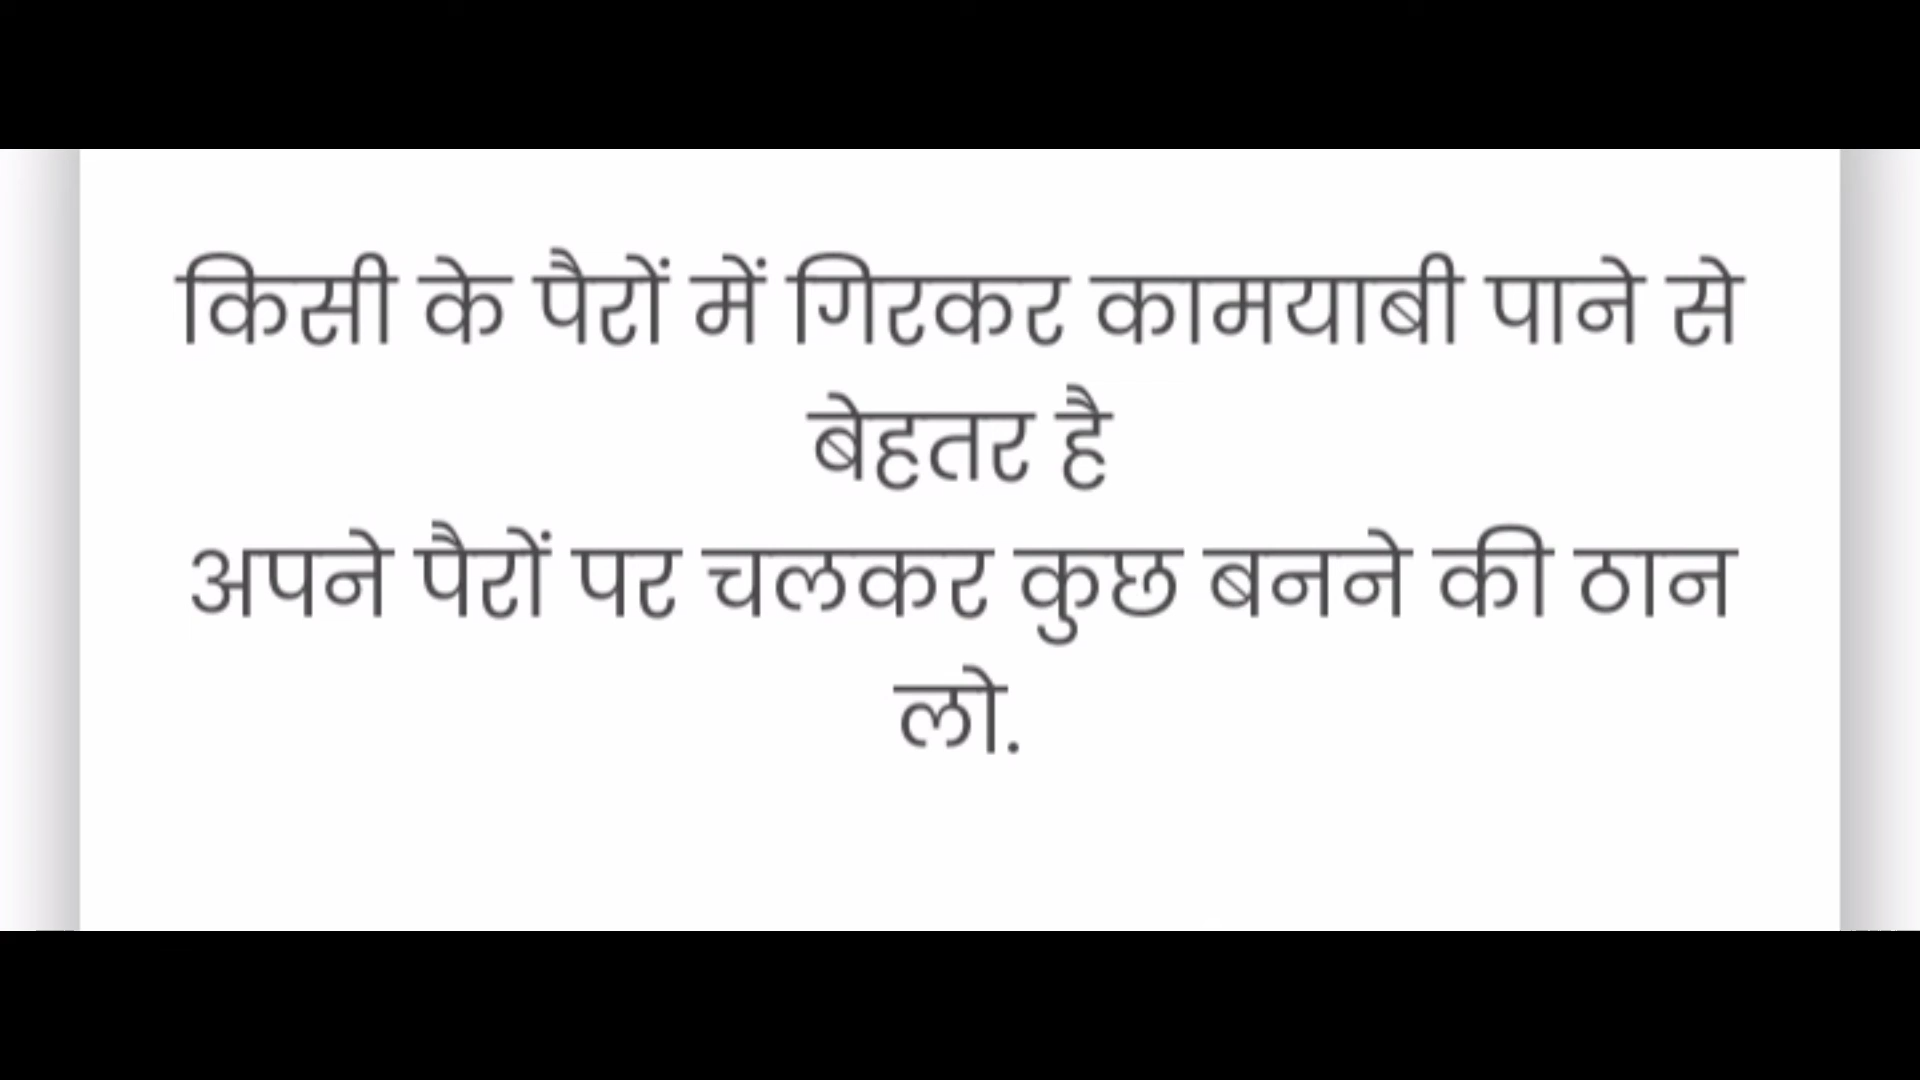 किसी के पैरों में गिरकर कामयाबी पाने से
बेहतर है
अपने पैरों पर चलकर कुछ बनने की ठान
लो.